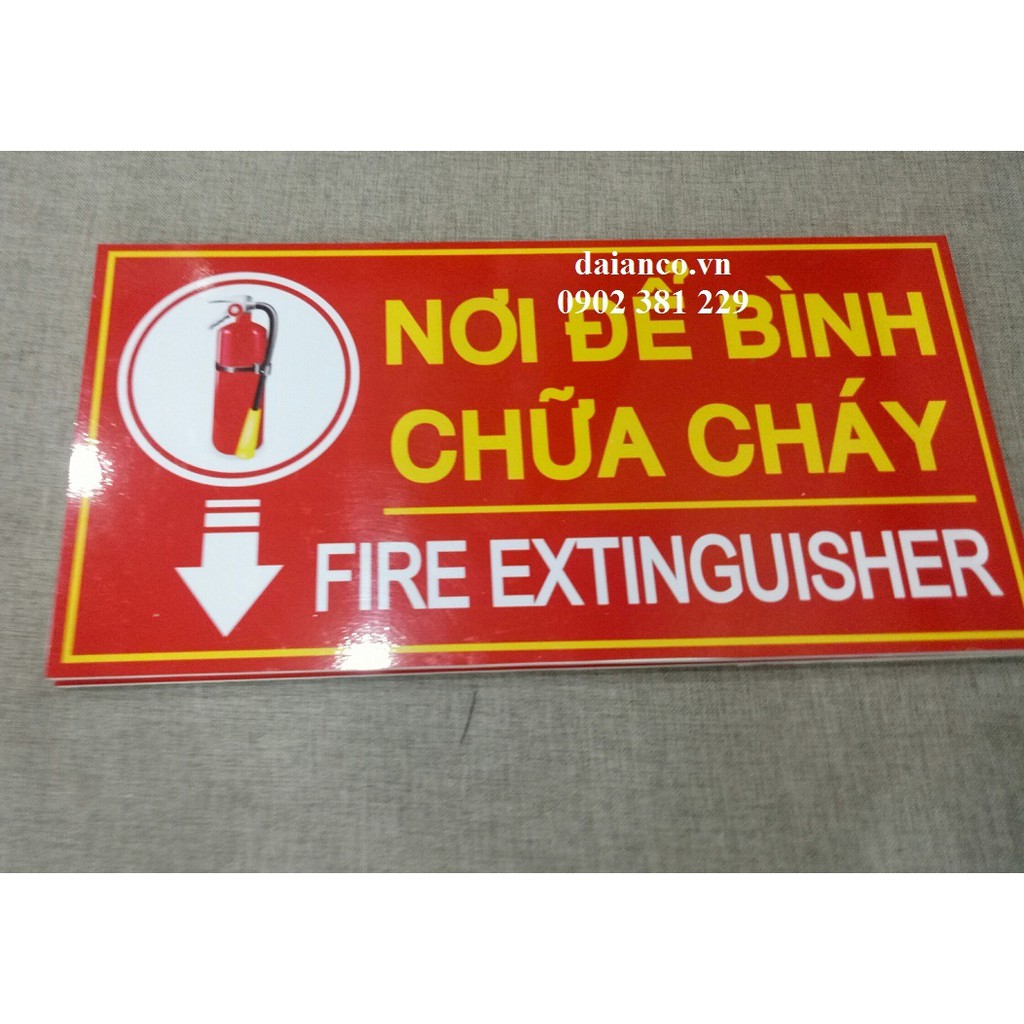 daianco.vn
0902 381 229
NƠI ĐỂ BÌNH
CHỮA CHÁY
FIRE EXTINGUISHER